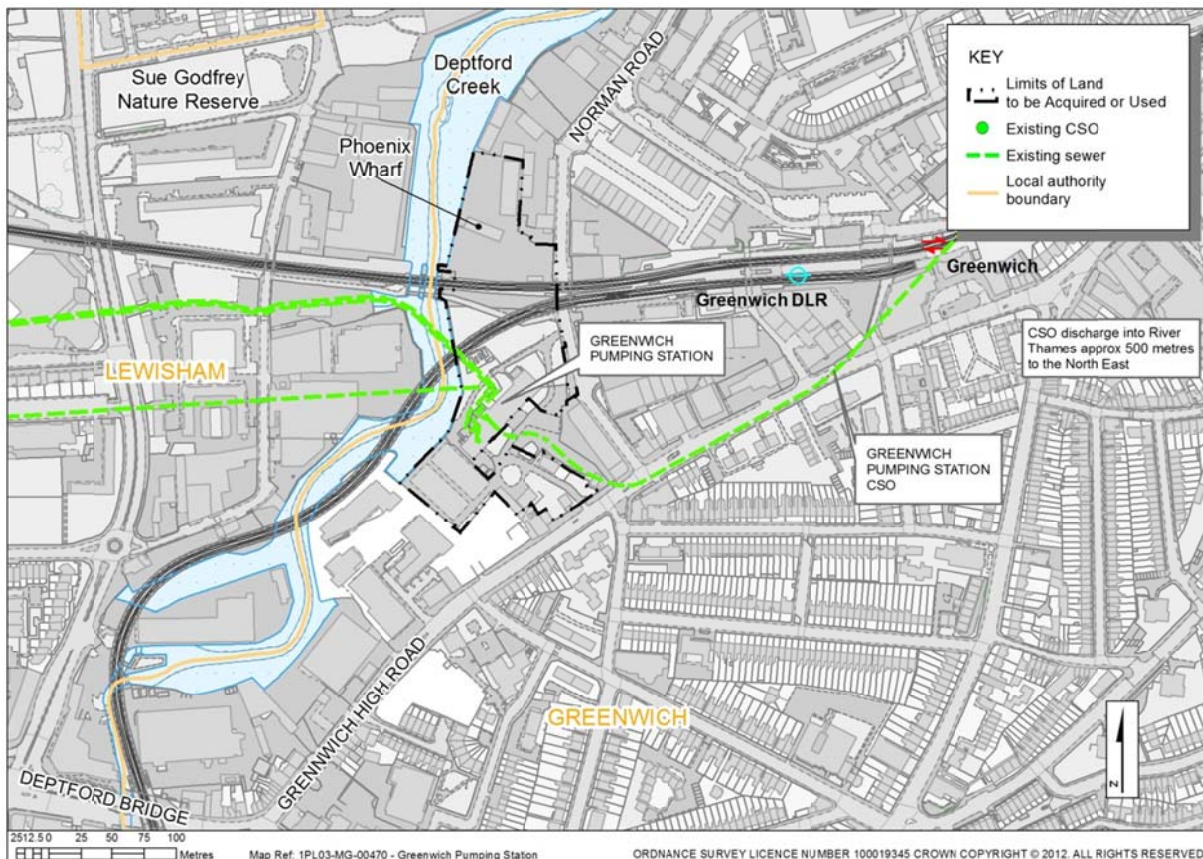 Sue Godfrey
Nature Reserve
Deptford
Creek
NORMAN ROAD
Phoenix
Wharf
KEY
Limits of Land
to be Acquired or Used
Existing CSO
Existing sewer
Local authority
boundary
Greenwich
Greenwich DLR
GREENWICH
PUMPING STATION
CSO discharge into River
Thames approx 500 metres
to the North East
LEWISHAM
GREENWICH
PUMPING STATION
CSO
GRENNWICH HIGH ROAD
GREENWICH
DEPTFORD BRIDGE
N
2512.5 0 25 50 75 100
Metres
Map Ref: 1PL03-MG-00470 - Greenwich Pumping Station
ORDNANCE SURVEY LICENCE NUMBER 100019345 CROWN COPYRIGHT © 2012. ALL RIGHTS RESERVED